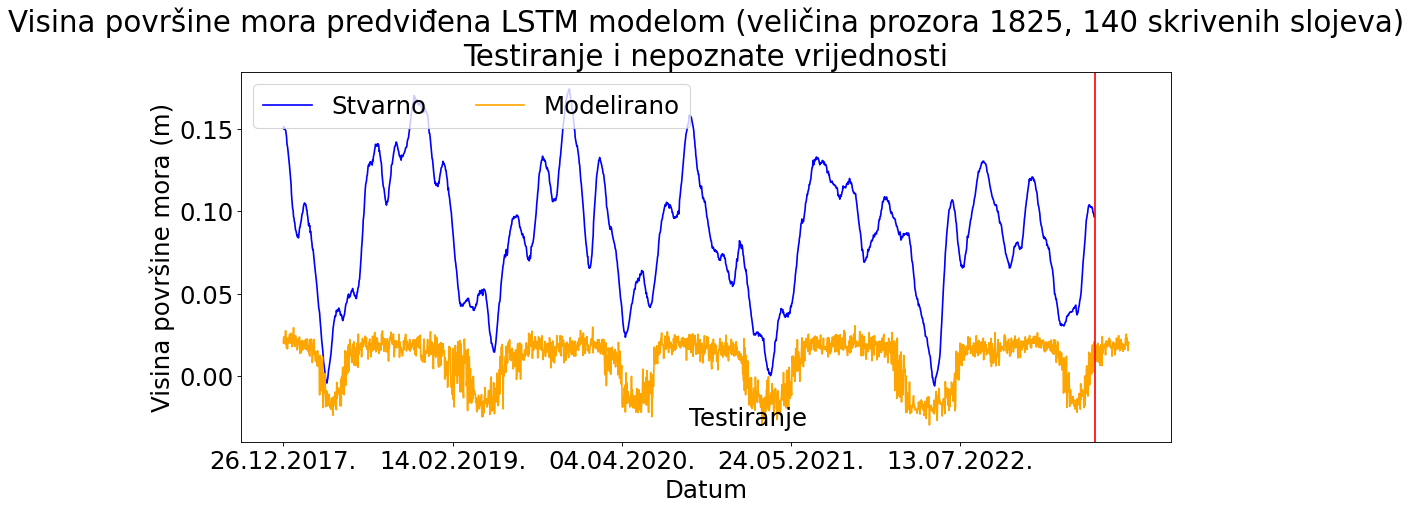 Visina površine mora predviđena LSTM modelom (veličina prozora 1825, 140 skrivenih slojeva)
Testiranje i nepoznate vrijednosti
Stvarno Modelirano
Visina površine mora (m)
0.15
0.10
0.05
0.00
Testiranje
26.12.2017. 14.02.2019. 04.04.2020. 24.05.2021. 13.07.2022.
Datum